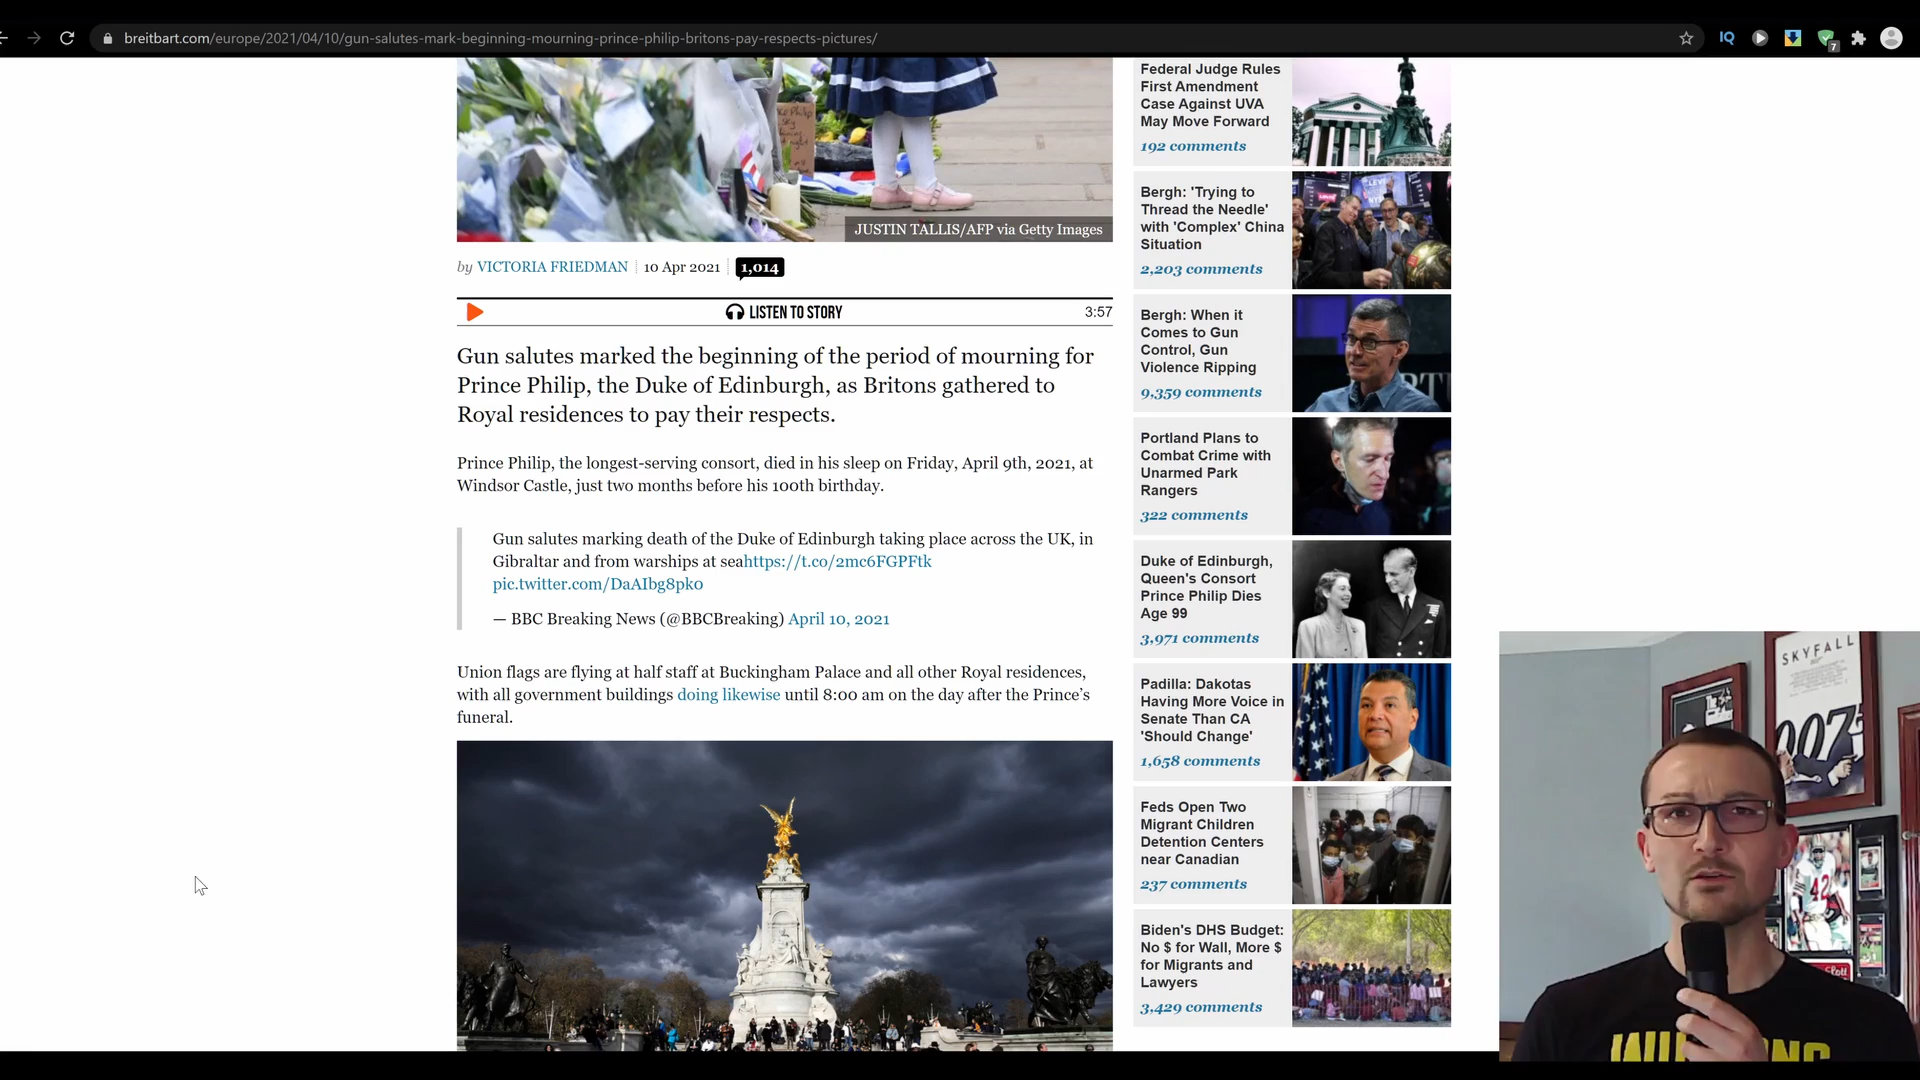 breitbart.com/europe/2021/04/10/gun-salutes-mark-beginning-mourning-prince-philip-britons-pay-respects-pictures/
IQ
7
JUSTIN TALLIS/AFP via Getty Images
by VICTORIA FRIEDMAN 10 Apr 2021 1,014
LISTEN TO STORY 3:57
Gun salutes marked the beginning of the period of mourning for
Prince Philip, the Duke of Edinburgh, as Britons gathered to
Royal residences to pay their respects.
Prince Philip, the longest-serving consort, died in his sleep on Friday, April 9th, 2021, at
Windsor Castle, just two months before his 100th birthday.
Gun salutes marking death of the Duke of Edinburgh taking place across the UK, in
Gibraltar and from warships at seahttps://t.co/2mc6FGPFtk
pic.twitter.com/DaAIbg8pk0
— BBC Breaking News (@BBCBreaking) April 10, 2021
Union flags are flying at half staff at Buckingham Palace and all other Royal residences,
with all government buildings doing likewise until 8:00 am on the day after the Prince's
funeral.
Federal Judge Rules
First Amendment
Case Against UVA
May Move Forward
192 comments
Bergh: 'Trying to
Thread the Needle'
with 'Complex' China
Situation
2,203 comments
Bergh: When it
Comes to Gun
Control, Gun
Violence Ripping
9,359 comments
Portland Plans to
Combat Crime with
Unarmed Park
Rangers
322 comments
Duke of Edinburgh,
Queen's Consort
Prince Philip Dies
Age 99
3,971 comments
Padilla: Dakotas
Having More Voice in
Senate Than CA
'Should Change'
1,658 comments
Feds Open Two
Migrant Children
Detention Centers
near Canadian
237 comments
Biden's DHS Budget:
No $ for Wall, More $
for Migrants and
Lawyers
3,429 comments
SKYFALL
007
42